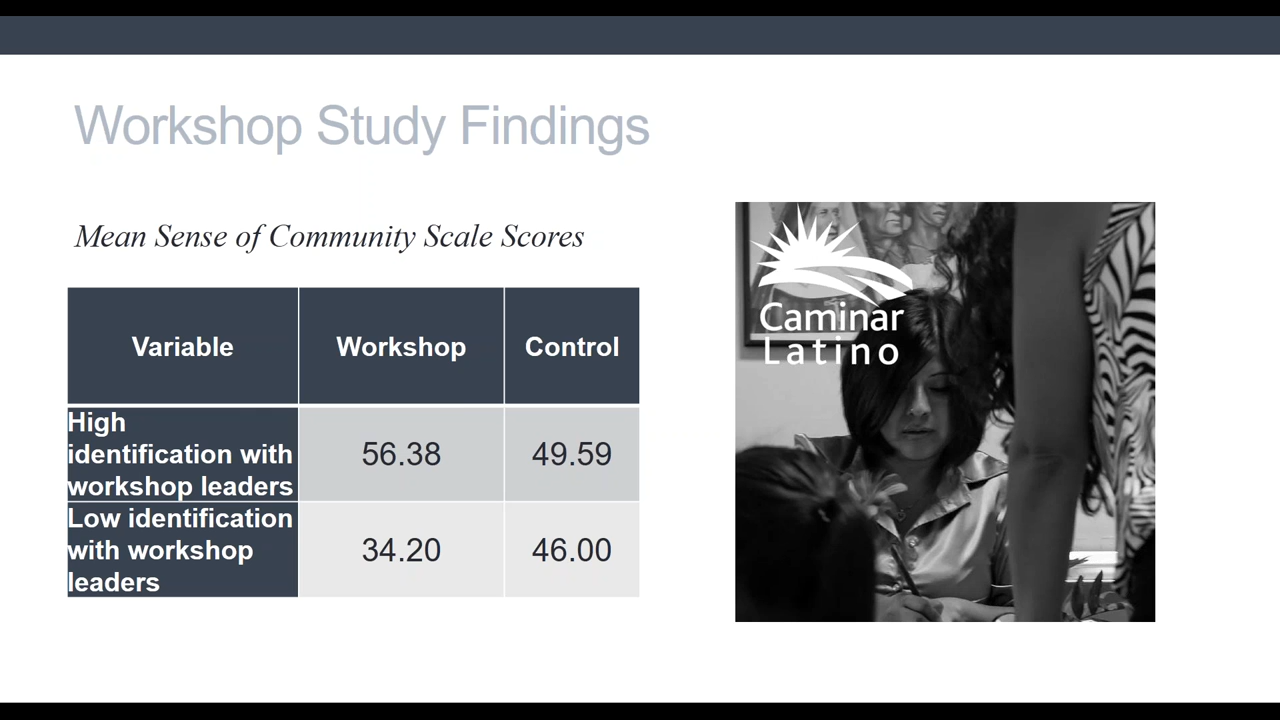 Workshop Study Findings
Mean Sense of Community Scale Scores
Variable Workshop Control
High
identification with
workshop leaders
56.38 49.59
Low identification
with workshop
leaders
34.20 46.00
Caminar
Latino